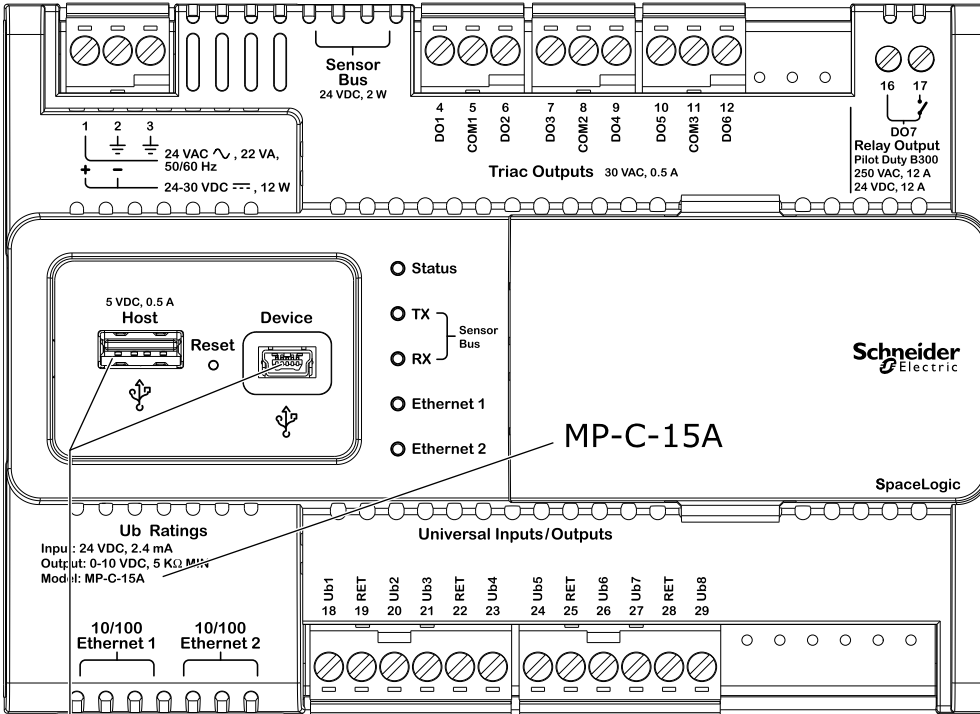 Sensor
Bus
24 VDC, 2 W
1 2 3
24 VAC ∿, 22 VA,
50/60 Hz
+ −
24-30 VDC ⎓, 12 W
4 5 6 7 8 9 10 11 12
DO1 COM1 DO2 DO3 COM2 DO4 DO5 COM3 DO6
Triac Outputs 30 VAC, 0.5 A
16 17
DO7
Relay Output
Pilot Duty B300
250 VAC, 12 A
24 VDC, 12 A
5 VDC, 0.5 A
Host
Reset
Device
Status
TX
RX
Sensor
Bus
Ethernet 1
Ethernet 2
Schneider
Electric
MP-C-15A
SpaceLogic
Ub Ratings
Input: 24 VDC, 2.4 mA
Output: 0-10 VDC, 5 KΩ MIN
Model: MP-C-15A
Universal Inputs/Outputs
Ub1 RET Ub2 Ub3 RET Ub4 Ub5 RET Ub6 Ub7 RET Ub8
18 19 20 21 22 23 24 25 26 27 28 29
10/100
Ethernet 1
10/100
Ethernet 2